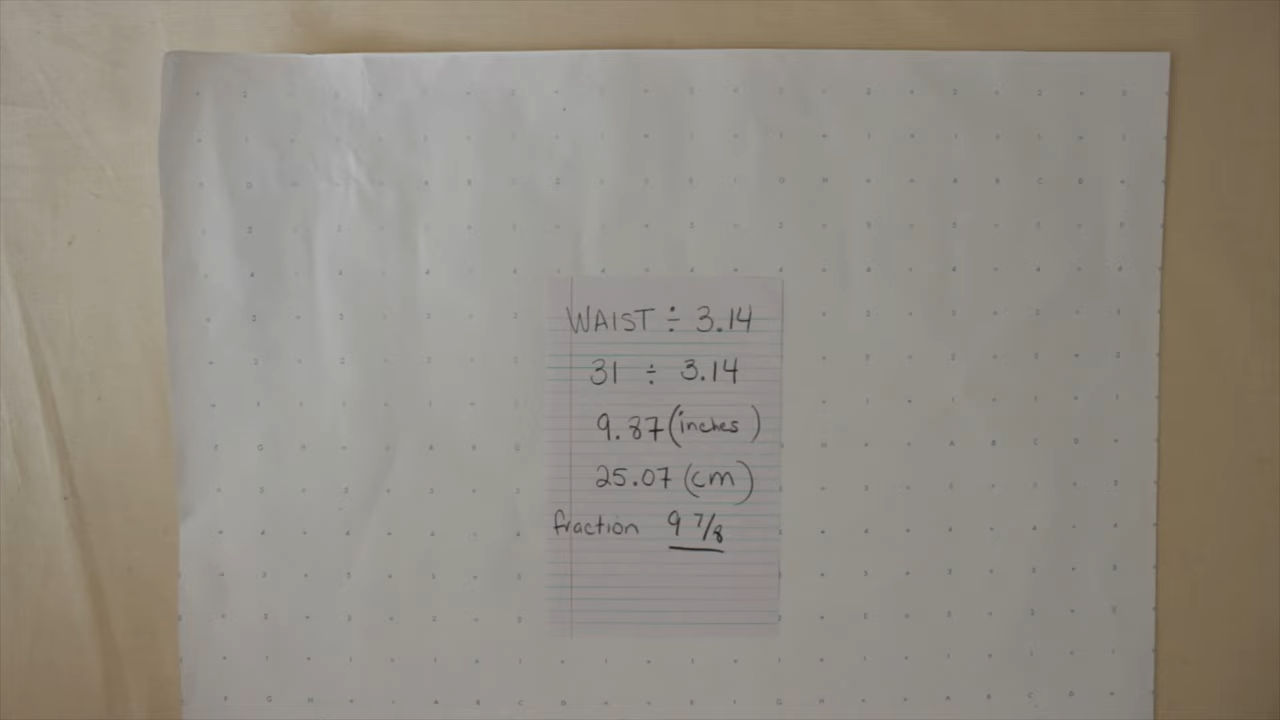 WAIST ÷ 3.14
31 ÷ 3.14
9.87 (inches)
25.07 (cm)
fraction 9 7/8